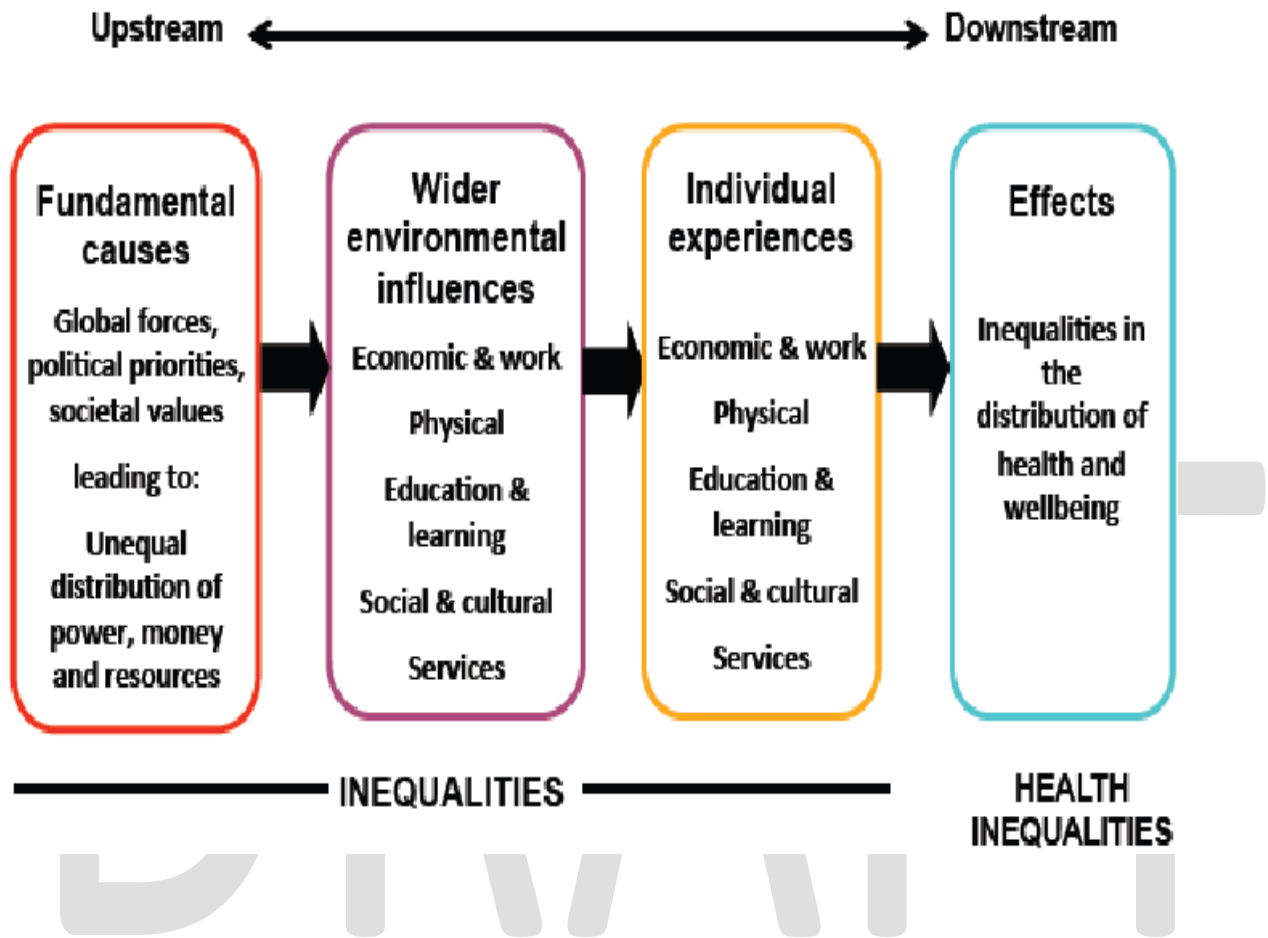 Upstream
Downstream
Fundamental
causes
Global forces,
political priorities,
societal values
leading to:
Unequal
distribution of
power, money
and resources
Wider
environmental
influences
Economic & work
Physical
Education &
learning
Social & cultural
Services
Individual
experiences
Economic & work
Physical
Education &
learning
Social & cultural
Services
Effects
Inequalities in
the
distribution of
health and
wellbeing
INEQUALITIES
HEALTH
INEQUALITIES